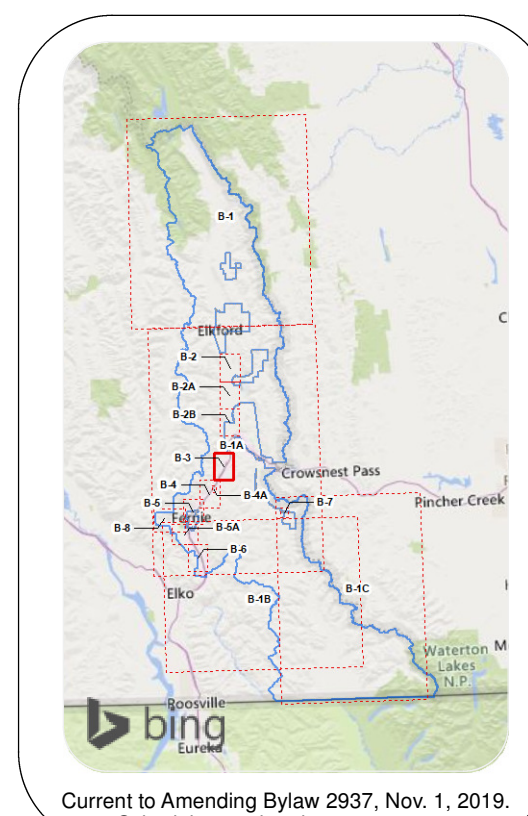 B-1
C
Elkford
B-2
B-2A
B-2B
B-1A
B-3
Crowsnest Pass
B-4
B-4A
B-5
B-7
Pincher Creek
Fernie
B-8
B-5A
B-6
Elko
B-1B
B-1C
Waterton
Lakes
N.P.
M
Roosville
bing
Eureka
Current to Amending Bylaw 2937, Nov. 1, 2019.